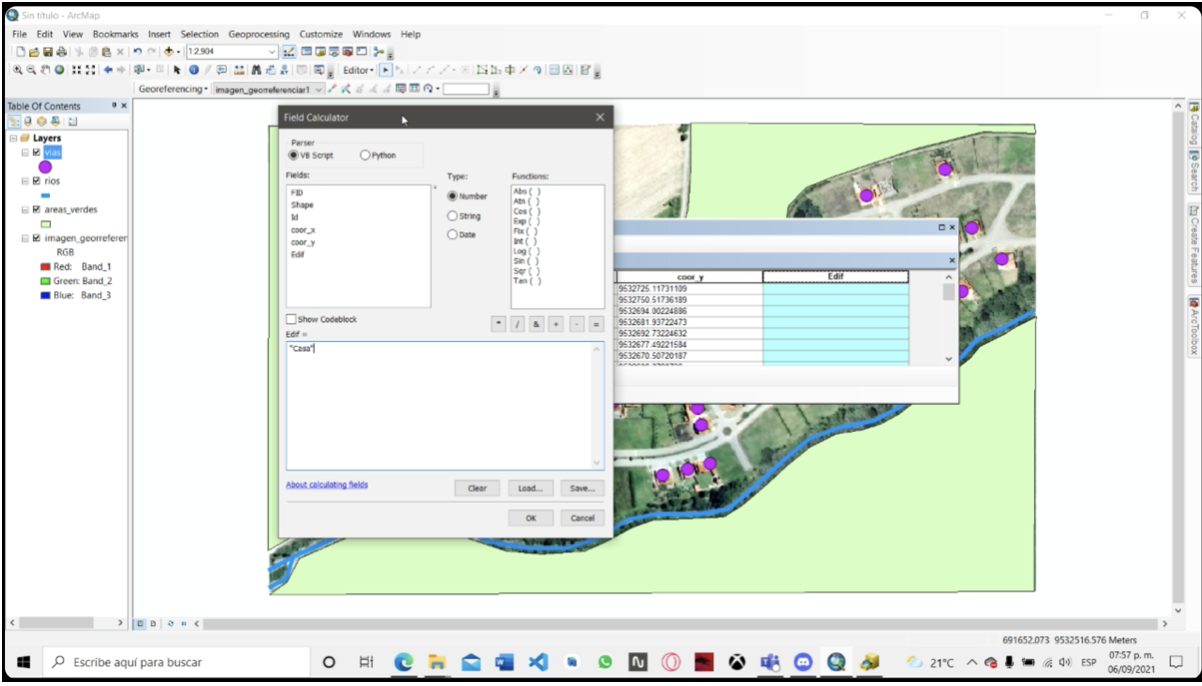 Sin título - ArcMap
File Edit View Bookmarks Insert Selection Geoprocessing Customize Windows Help
1:2,904
Editor
Georeferencing imagen_georreferenciar1
Table Of Contents
Layers
vias
rios
areas_verdes
imagen_georreferer
RGB
Red: Band_1
Green: Band_2
Blue: Band_3
Field Calculator
Parser
VB Script Python
Fields: Type: Functions:
FID
Shape
Id
coor_x
coor_y
Edif
Number
String
Date
Abs ( )
Atn ( )
Cos ( )
Exp ( )
Fix ( )
Int ( )
Log ( )
Sin ( )
Sqr ( )
Tan ( )
Show Codeblock
* / & + - =
Edif =
"Casa"
About calculating fields
Clear Load... Save...
OK Cancel
coor_y Edif
9532725.11731109
9532750.51736189
9532694.00224886
9532681.93722473
9532692.73224632
9532677.49221584
9532670.50720187
Catalog
Search
Create Features
ArcToolbox
691652.073 9532516.576 Meters
Escribe aquí para buscar
21°C
ESP
07:57 p. m.
06/09/2021